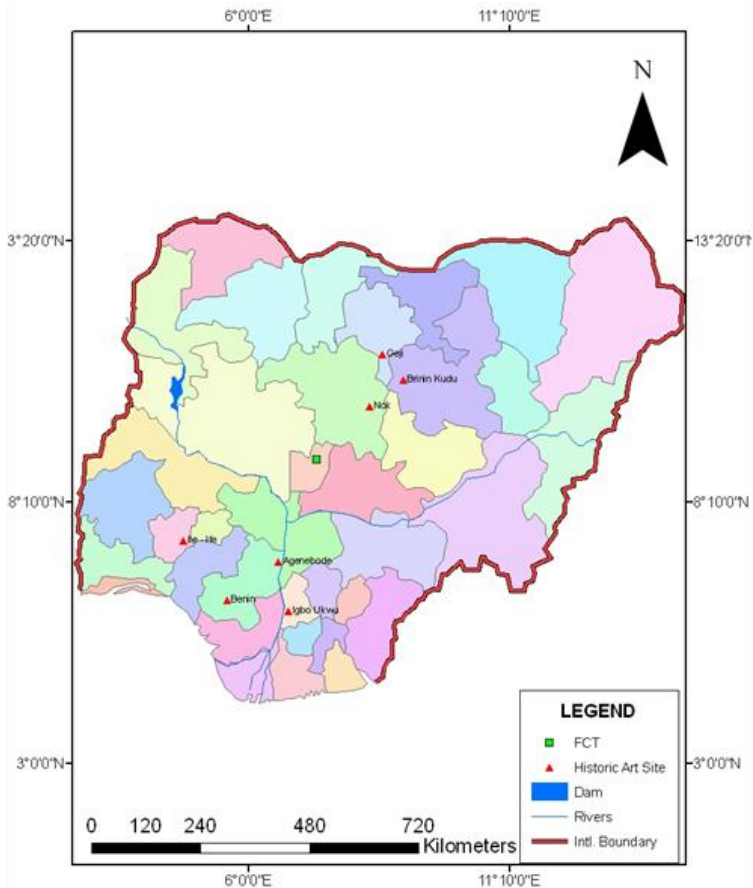 6°0'0"E 11°10'0"E
N
3°20'0"N 13°20'0"N
Geji
Brinin Kudu
Nok
8°10'0"N 8°10'0"N
Ile-Ife
Agenebode
Benin
Igbo Ukwu
LEGEND
FCT
Historic Art Site
3°0'0"N 3°0'0"N
Dam
Rivers
0 120 240 480 720
Kilometers
Intl. Boundary
6°0'0"E 11°10'0"E